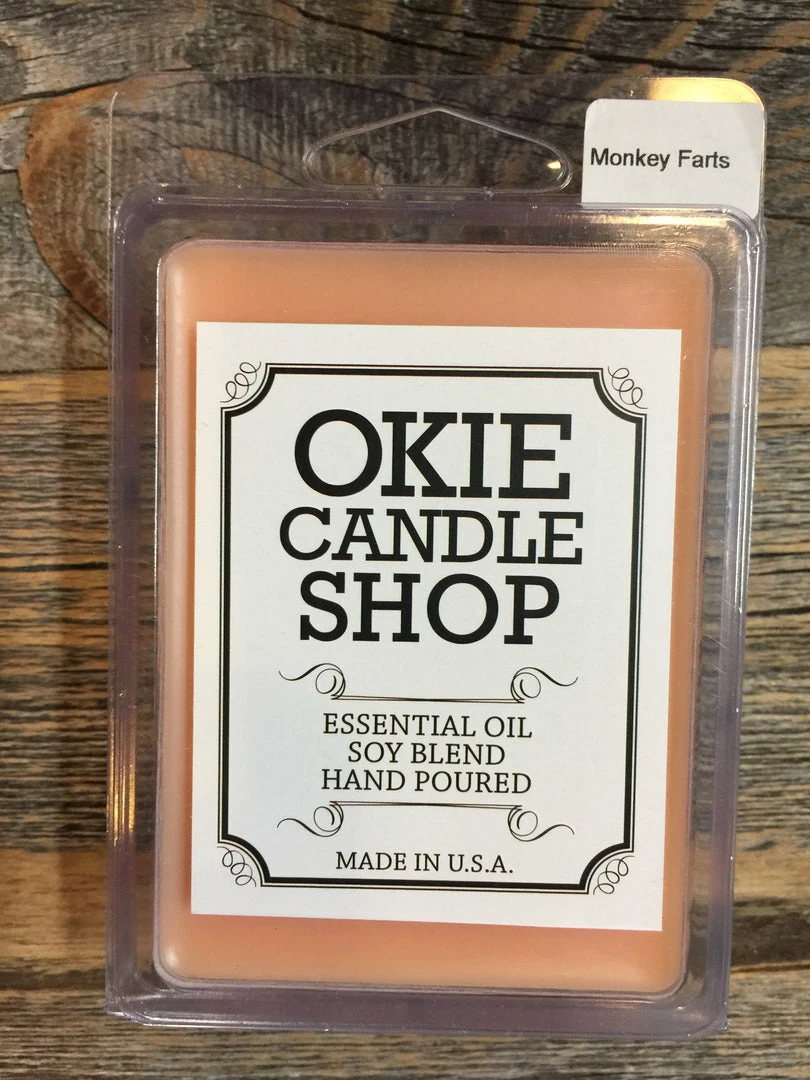 Monkey Farts
OKIE
CANDLE
SHOP
ESSENTIAL OIL
SOY BLEND
HAND POURED
MADE IN U.S.A.